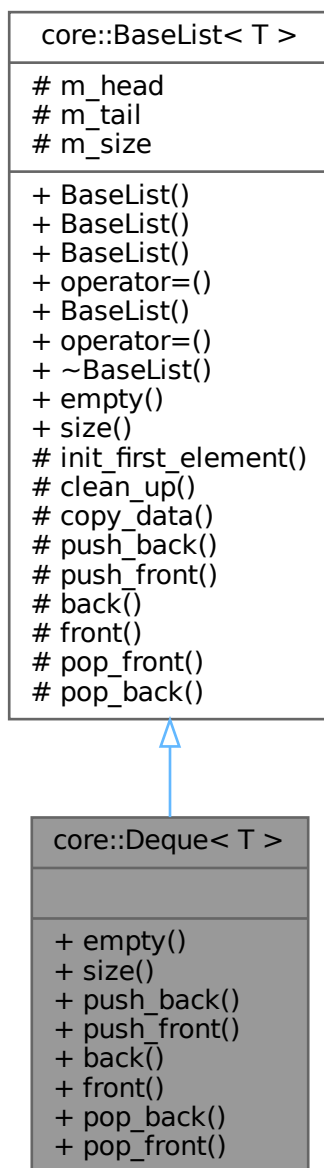 core::BaseList< T >
# m_head
# m_tail
# m_size
+ BaseList()
+ BaseList()
+ BaseList()
+ operator=()
+ BaseList()
+ operator=()
+ ~BaseList()
+ empty()
+ size()
# init_first_element()
# clean_up()
# copy_data()
# push_back()
# push_front()
# back()
# front()
# pop_front()
# pop_back()
core::Deque< T >
+ empty()
+ size()
+ push_back()
+ push_front()
+ back()
+ front()
+ pop_back()
+ pop_front()